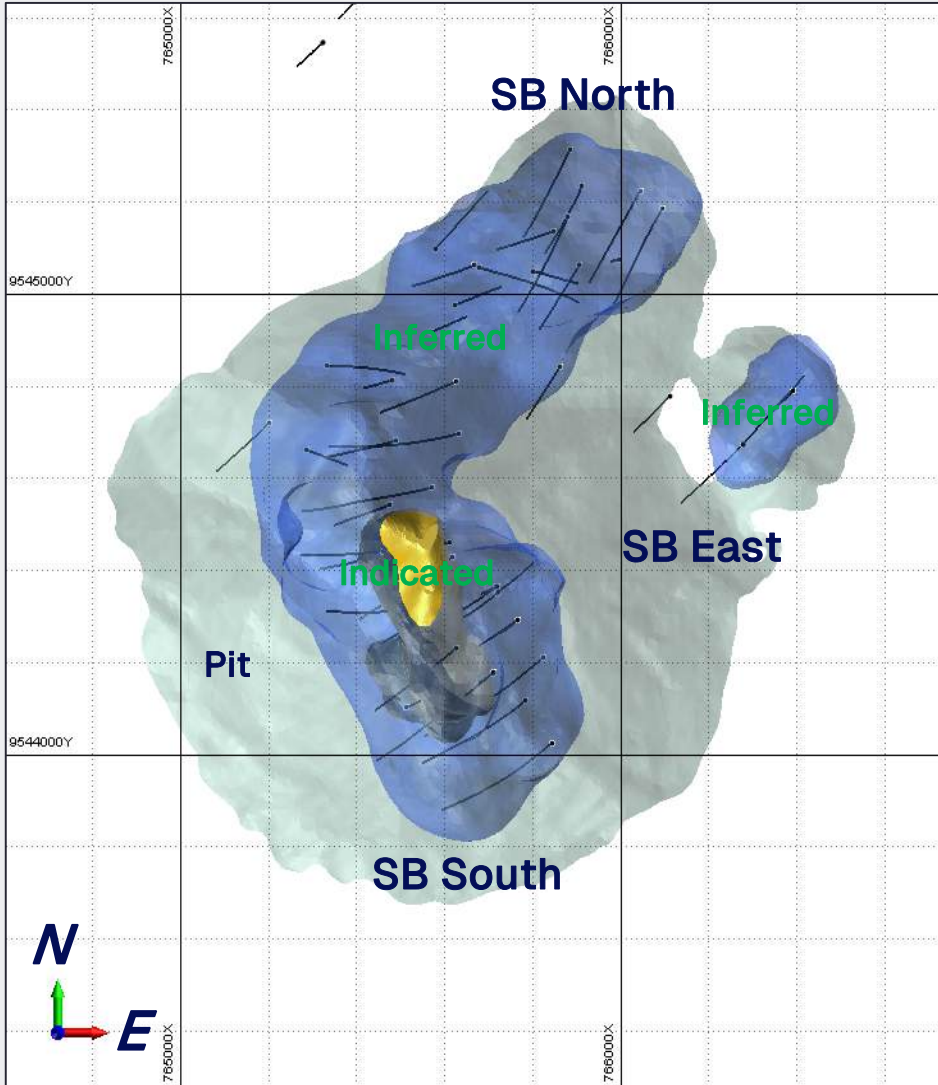 765000X
766000X
SB North
9545000Y
Inferred
Inferred
SB East
Indicated
Pit
9544000Y
SB South
N
E
765000X
766000X